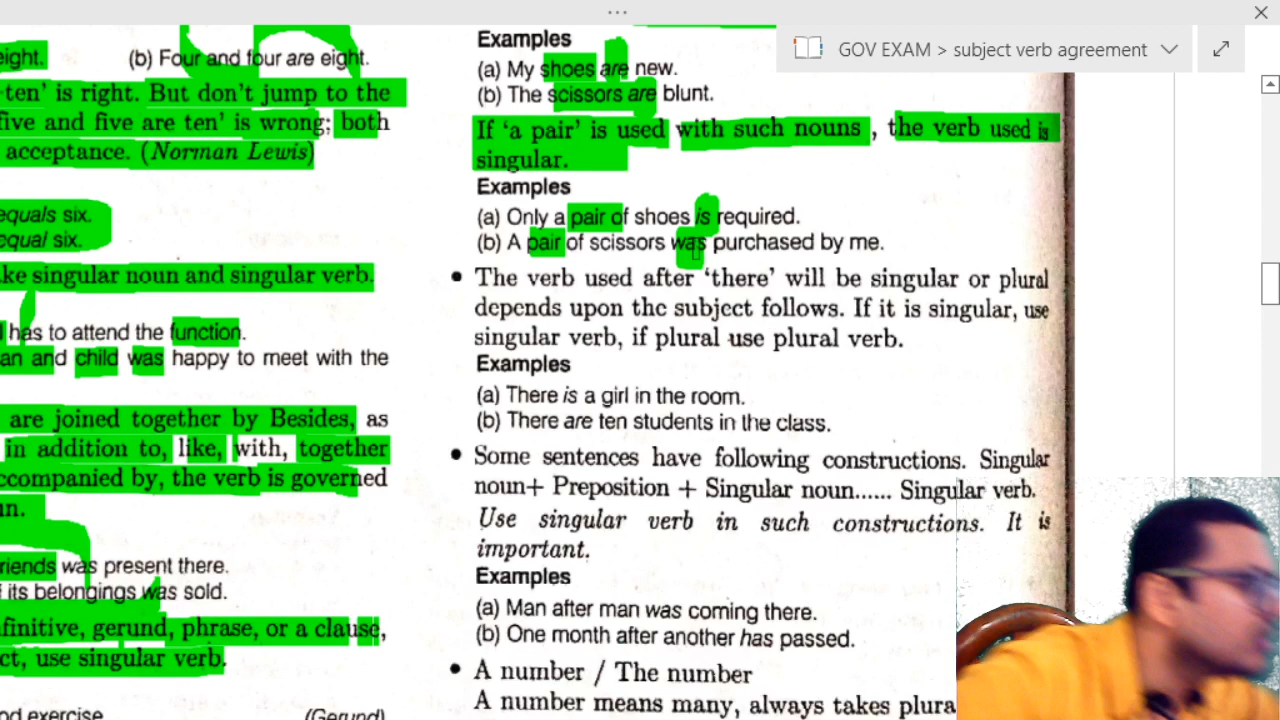 GOV EXAM > subject verb agreement
eight. (b) Four and four are eight.
ten' is right. But don't jump to the
five and five are ten' is wrong; both
acceptance. (Norman Lewis)
equals six.
equal six.
ke singular noun and singular verb.
has to attend the function.
an and child was happy to meet with the
are joined together by Besides, as
in addition to, like, with, together
ccompanied by, the verb is governed
un.
riends was present there.
f its belongings was sold.
finitive, gerund, phrase, or a clause,
ct, use singular verb.
od exercise (Gerund)
Examples
(a) My shoes are new.
(b) The scissors are blunt.
If 'a pair' is used with such nouns , the verb used is
singular.
Examples
(a) Only a pair of shoes is required.
(b) A pair of scissors was purchased by me.
• The verb used after 'there' will be singular or plural
depends upon the subject follows. If it is singular, use
singular verb, if plural use plural verb.
Examples
(a) There is a girl in the room.
(b) There are ten students in the class.
• Some sentences have following constructions. Singular
noun+ Preposition + Singular noun...... Singular verb.
Use singular verb in such constructions. It is
important.
Examples
(a) Man after man was coming there.
(b) One month after another has passed.
• A number / The number
A number means many, always takes plura